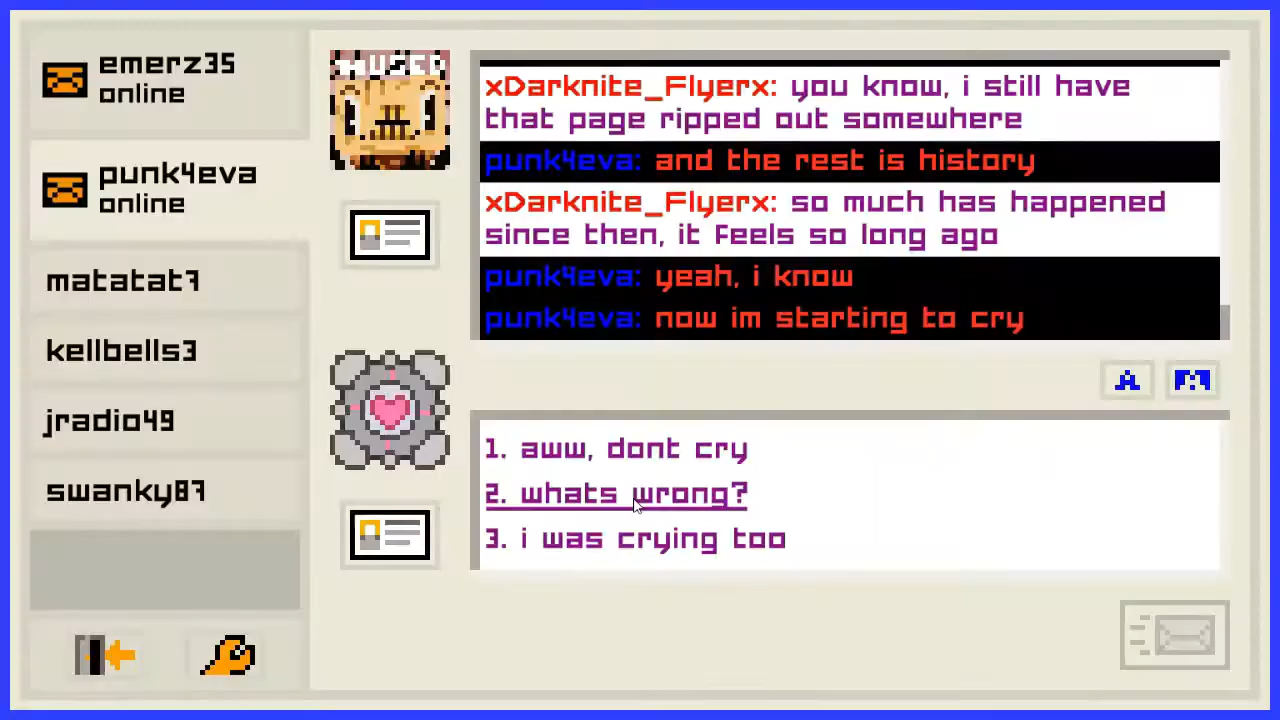 emerz35
online
punk4eva
online
matatat7
kellbells3
jradio49
swanky87
xDarknite_Flyerx: you know, i still have
that page ripped out somewhere
punk4eva: and the rest is history
xDarknite_Flyerx: so much has happened
since then, it feels so long ago
punk4eva: yeah, i know
punk4eva: now im starting to cry
A
1. aww, dont cry
2. whats wrong?
3. i was crying too